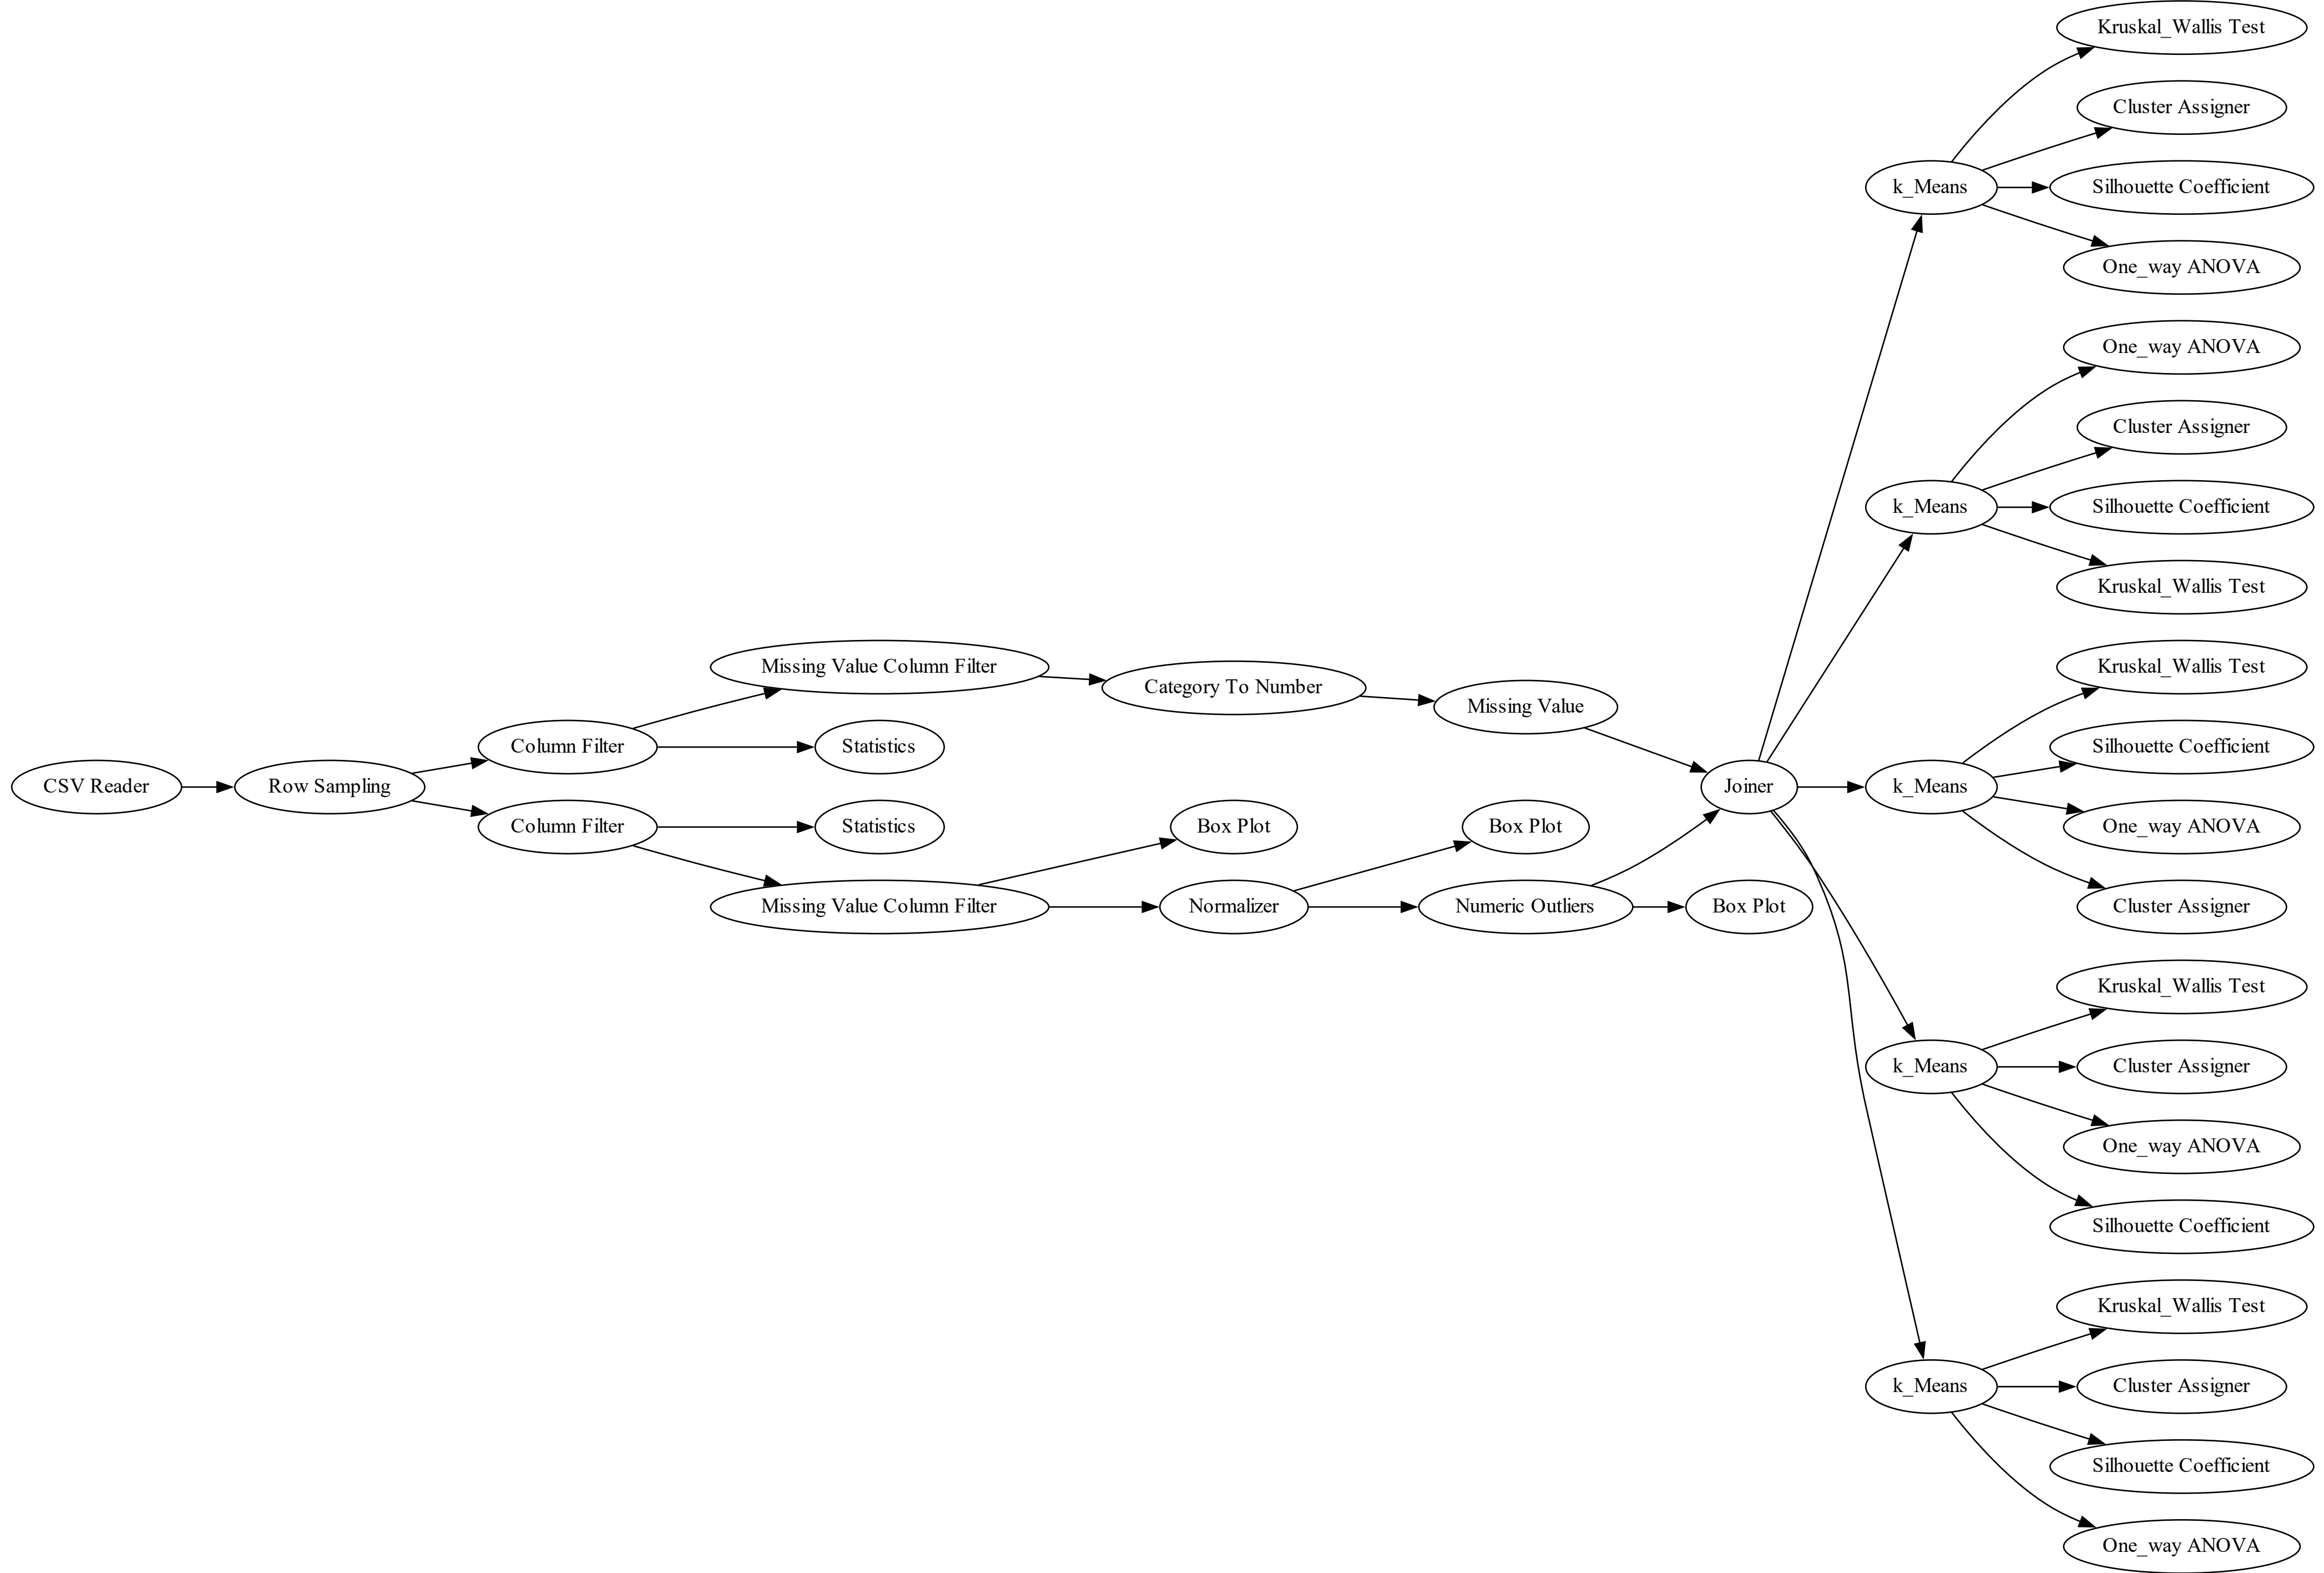 Kruskal_Wallis Test
Cluster Assigner
k_Means
Silhouette Coefficient
One_way ANOVA
One_way ANOVA
Cluster Assigner
k_Means
Silhouette Coefficient
Kruskal_Wallis Test
Missing Value Column Filter
Category To Number
Missing Value
Kruskal_Wallis Test
Column Filter
Statistics
Silhouette Coefficient
CSV Reader
Row Sampling
Joiner
k_Means
Column Filter
Statistics
Box Plot
Box Plot
One_way ANOVA
Missing Value Column Filter
Normalizer
Numeric Outliers
Box Plot
Cluster Assigner
Kruskal_Wallis Test
k_Means
Cluster Assigner
One_way ANOVA
Silhouette Coefficient
Kruskal_Wallis Test
k_Means
Cluster Assigner
Silhouette Coefficient
One_way ANOVA